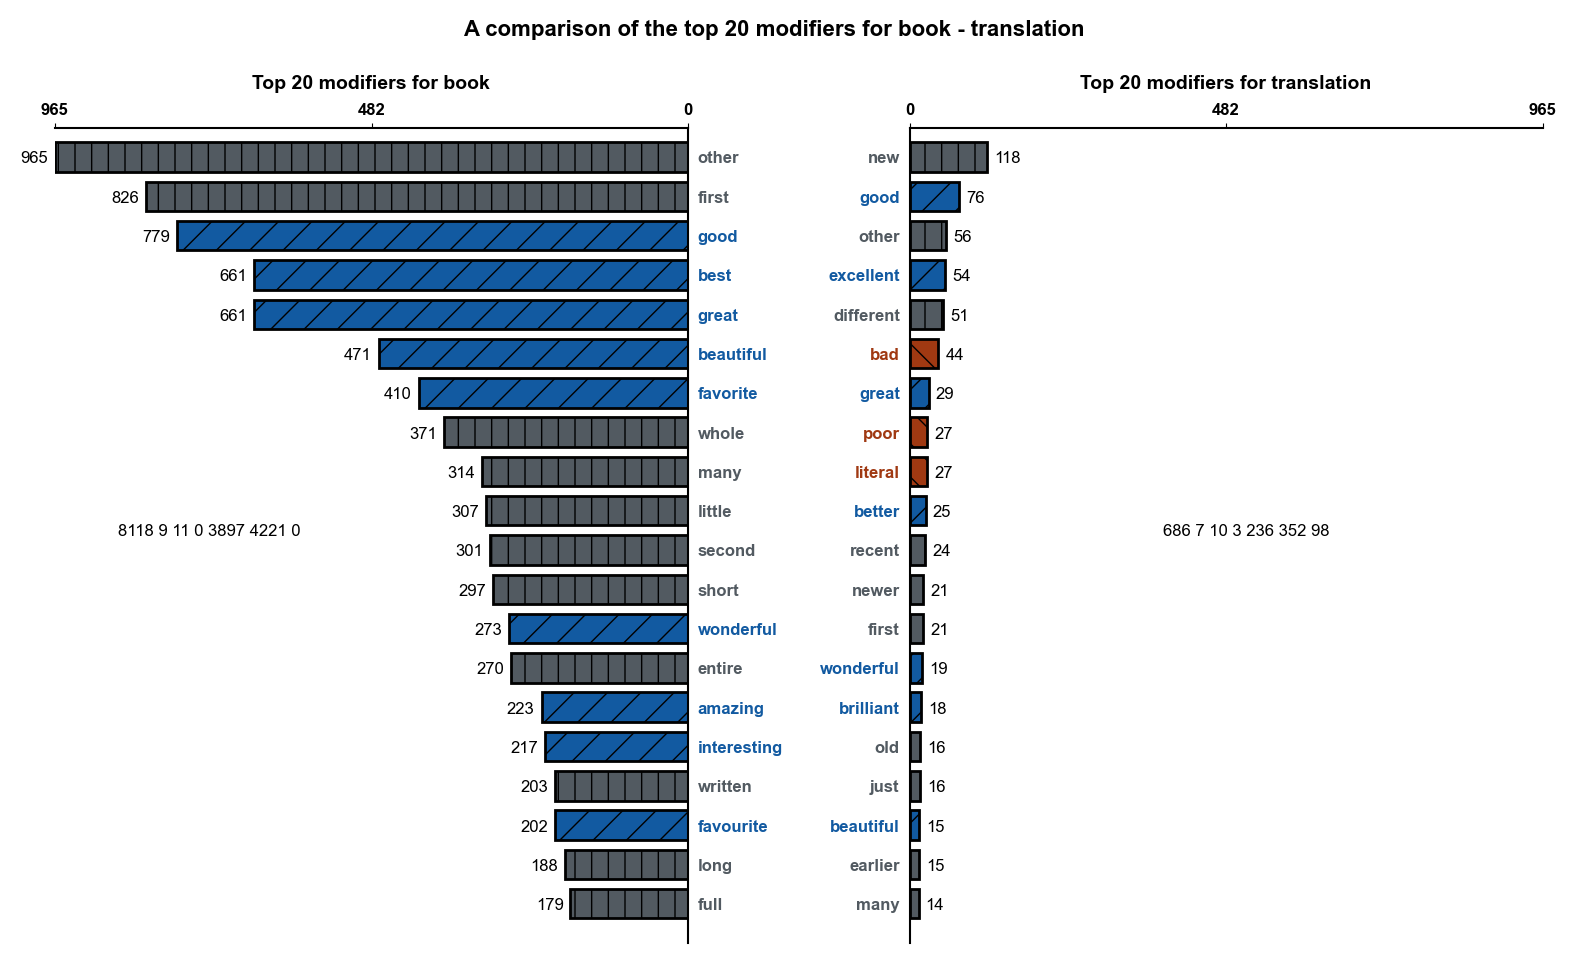 A comparison of the top 20 modifiers for book - translation
Top 20 modifiers for book
965 482 0
965 other
826 first
779 good
661 best
661 great
471 beautiful
410 favorite
371 whole
314 many
307 little
301 second
297 short
273 wonderful
270 entire
223 amazing
217 interesting
203 written
202 favourite
188 long
179 full
8118 9 11 0 3897 4221 0
Top 20 modifiers for translation
0 482 965
new 118
good 76
other 56
excellent 54
different 51
bad 44
great 29
poor 27
literal 27
better 25
recent 24
newer 21
first 21
wonderful 19
brilliant 18
old 16
just 16
beautiful 15
earlier 15
many 14
686 7 10 3 236 352 98